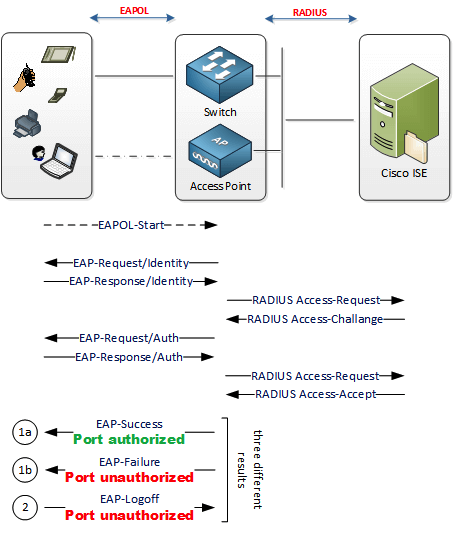 EAPOL
RADIUS
Switch
AP
Access Point
Cisco ISE
EAPOL-Start
EAP-Request/Identity
EAP-Response/Identity
RADIUS Access-Request
RADIUS Access-Challange
EAP-Request/Auth
EAP-Response/Auth
RADIUS Access-Request
RADIUS Access-Accept
1a
EAP-Success
Port authorized
1b
EAP-Failure
Port unauthorized
2
EAP-Logoff
Port unauthorized
three different
results